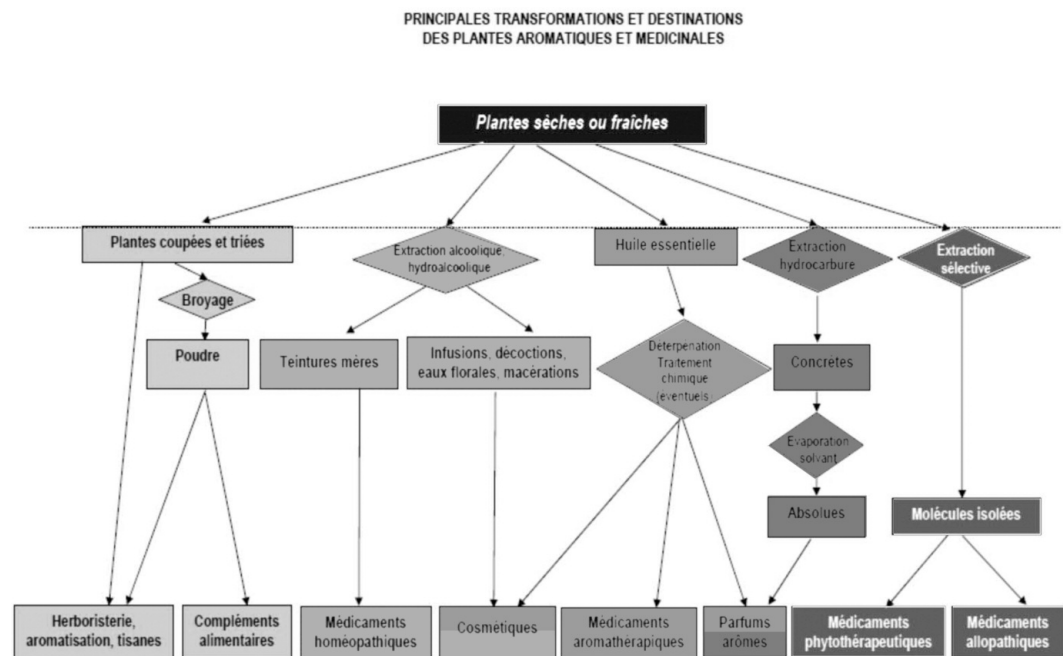 PRINCIPALES TRANSFORMATIONS ET DESTINATIONS
DES PLANTES AROMATIQUES ET MEDICINALES
Plantes sèches ou fraîches
Plantes coupées et triées
Extraction alcoolique,
hydroalcoolique
Huile essentielle
Extraction
hydrocarbure
Extraction
sélective
Broyage
Poudre
Teintures mères
Infusions, décoctions,
eaux florales, macérations
Déterpénation
Traitement
chimique
(éventuels
Concrètes
Evaporation
solvant
Absolues
Molécules isolées
Herboristerie,
aromatisation, tisanes
Compléments
alimentaires
Médicaments
homéopathiques
Cosmétiques
Médicaments
aromathérapiques
Parfums
arômes
Médicaments
phytothérapeutiques
Médicaments
allopathiques